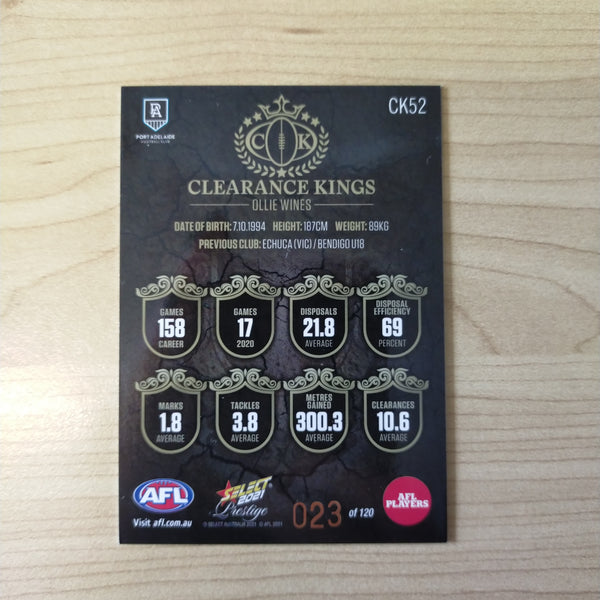 CK52
PA
PORT ADELAIDE
FOOTBALL CLUB
C K
CLEARANCE KINGS
OLLIE WINES
DATE OF BIRTH: 7.10.1994 HEIGHT: 187CM WEIGHT: 89KG
PREVIOUS CLUB: ECHUCA (VIC) / BENDIGO U18
GAMES
158
CAREER
GAMES
17
2020
DISPOSALS
21.8
AVERAGE
DISPOSAL
EFFICIENCY
69
PERCENT
MARKS
1.8
AVERAGE
TACKLES
3.8
AVERAGE
METRES
GAINED
300.3
AVERAGE
CLEARANCES
10.6
AVERAGE
AFL
Visit afl.com.au
SELECT
2021
Prestige
© SELECT AUSTRALIA 2021 © AFL 2021
023 of 120
AFL
PLAYERS